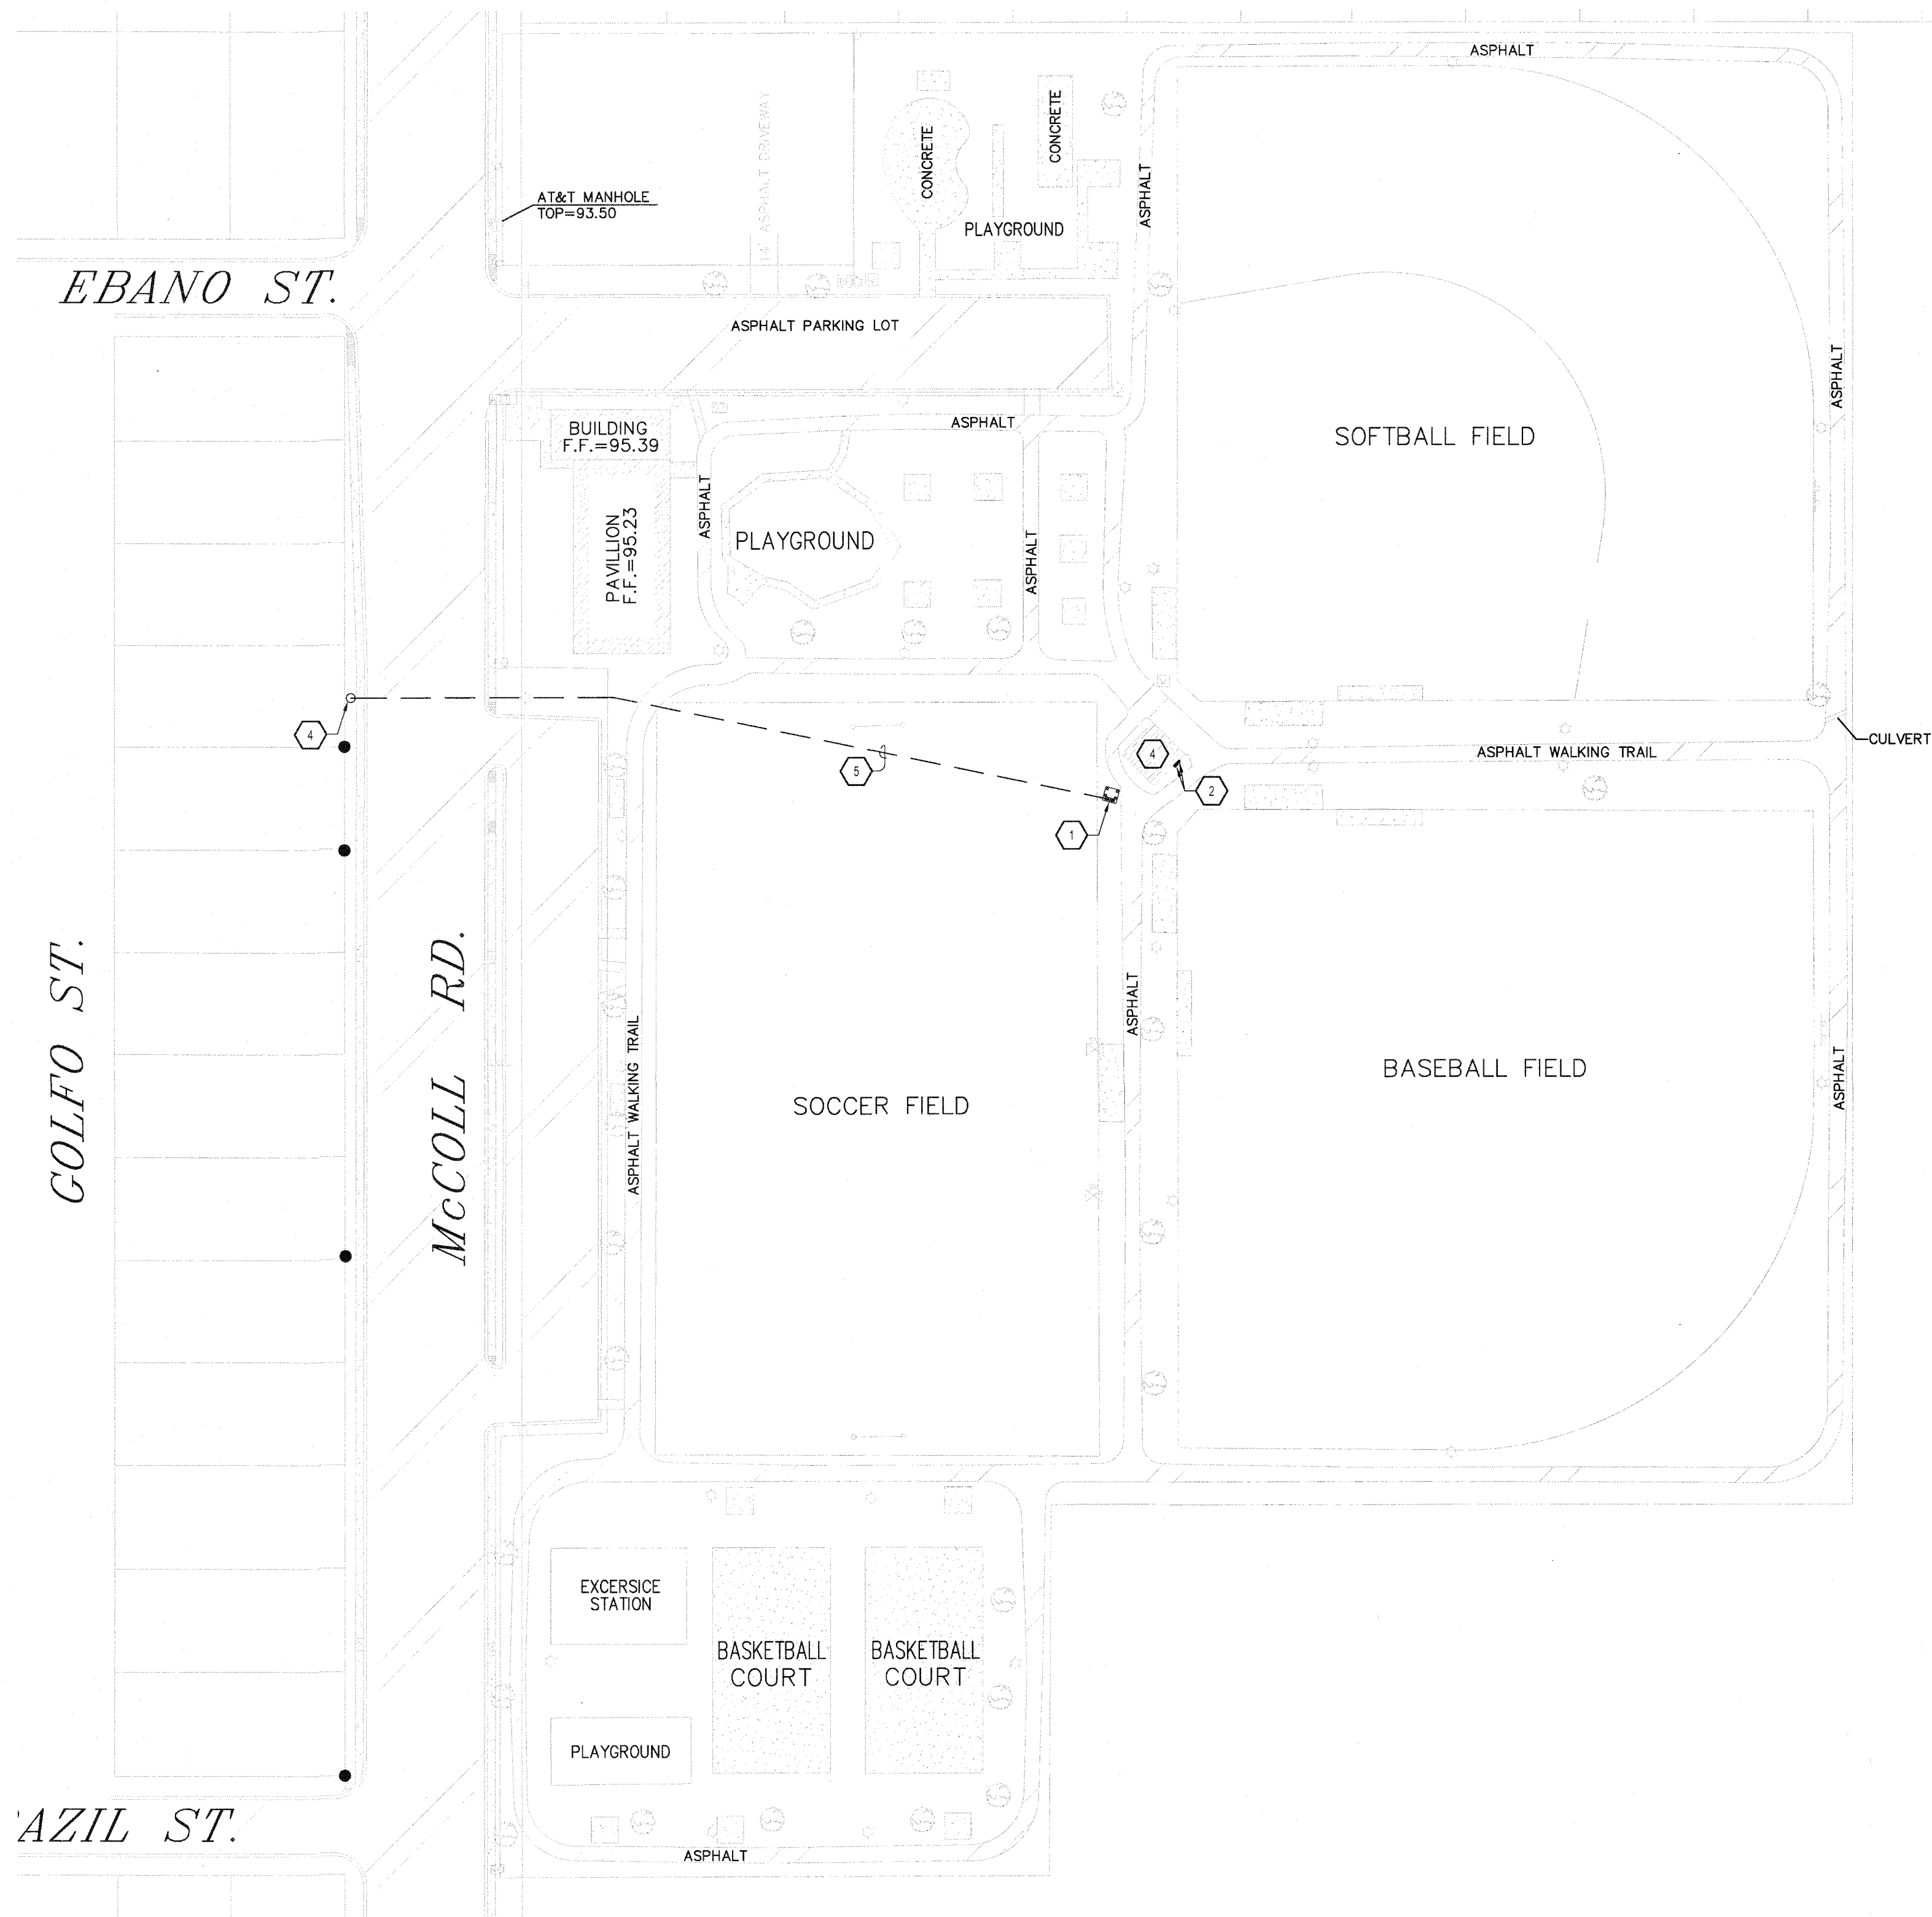 ASPHALT
CONCRETE
CONCRETE
14' ASPHALT DRIVEWAY
ASPHALT
AT&T MANHOLE
TOP=93.50
PLAYGROUND
EBANO ST.
ASPHALT PARKING LOT
ASPHALT
BUILDING
F.F.=95.39
ASPHALT
SOFTBALL FIELD
ASPHALT
PAVILLION
F.F.=95.23
PLAYGROUND
ASPHALT
4
5
4
2
1
ASPHALT WALKING TRAIL
CULVERT
GOLFO ST.
McCOLL RD.
ASPHALT WALKING TRAIL
SOCCER FIELD
ASPHALT
BASEBALL FIELD
ASPHALT
EXCERSICE
STATION
BASKETBALL
COURT
BASKETBALL
COURT
PLAYGROUND
AZIL ST.
ASPHALT